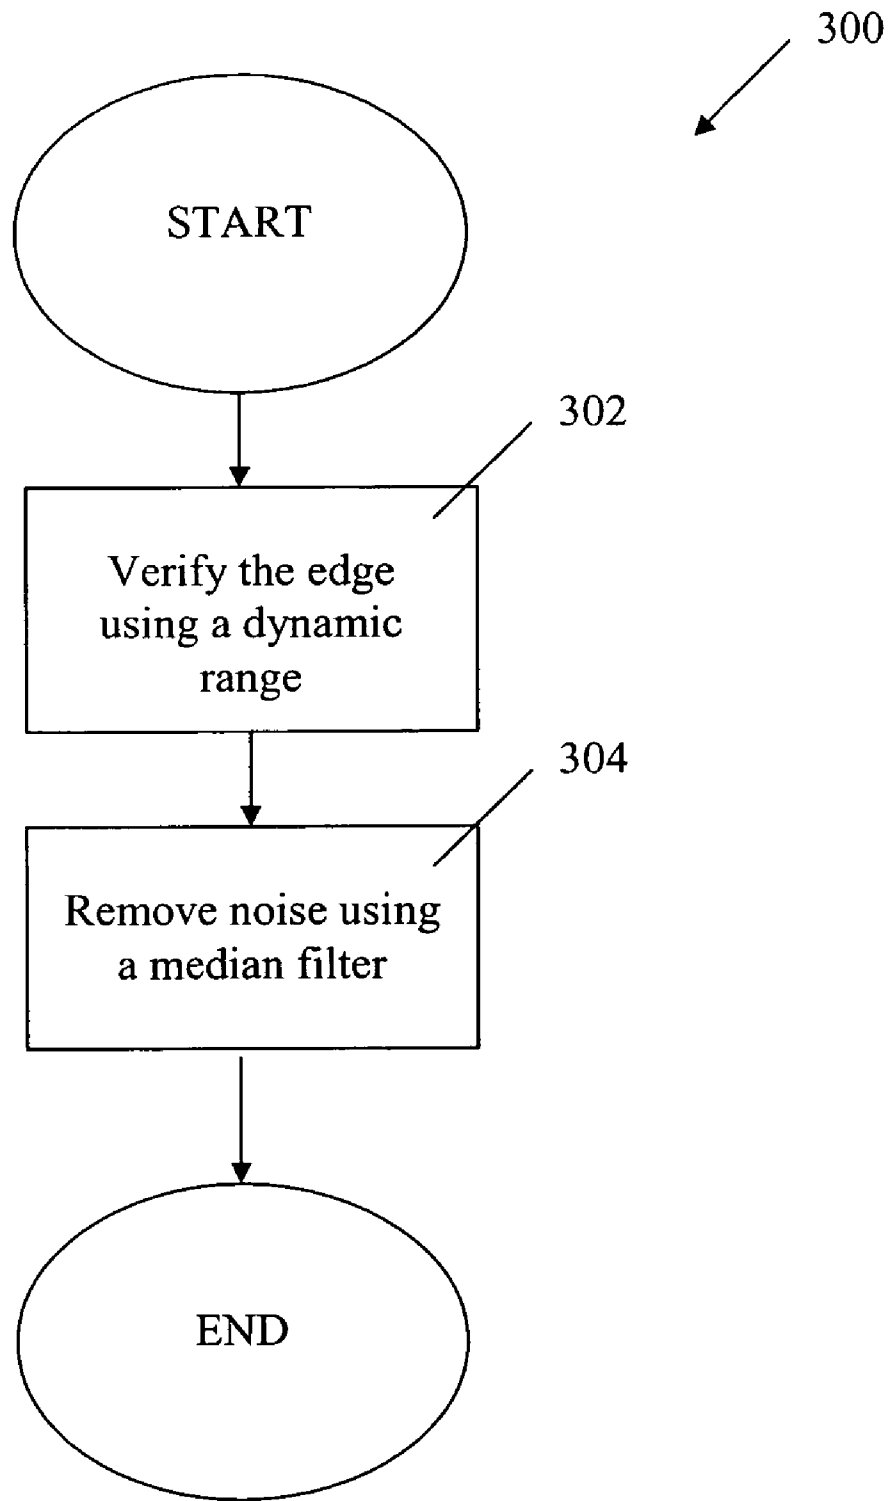 300
START
302
Verify the edge
using a dynamic
range
304
Remove noise using
a median filter
END